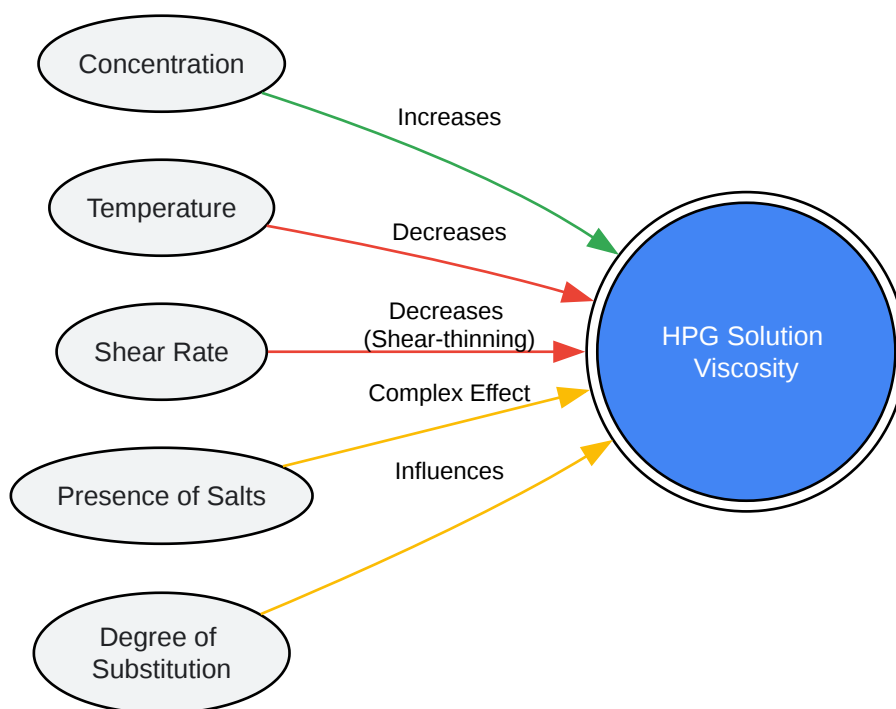 Concentration
Increases
Temperature
Decreases
Shear Rate
Decreases
(Shear-thinning)
HPG Solution
Viscosity
Complex Effect
Presence of Salts
Influences
Degree of
Substitution